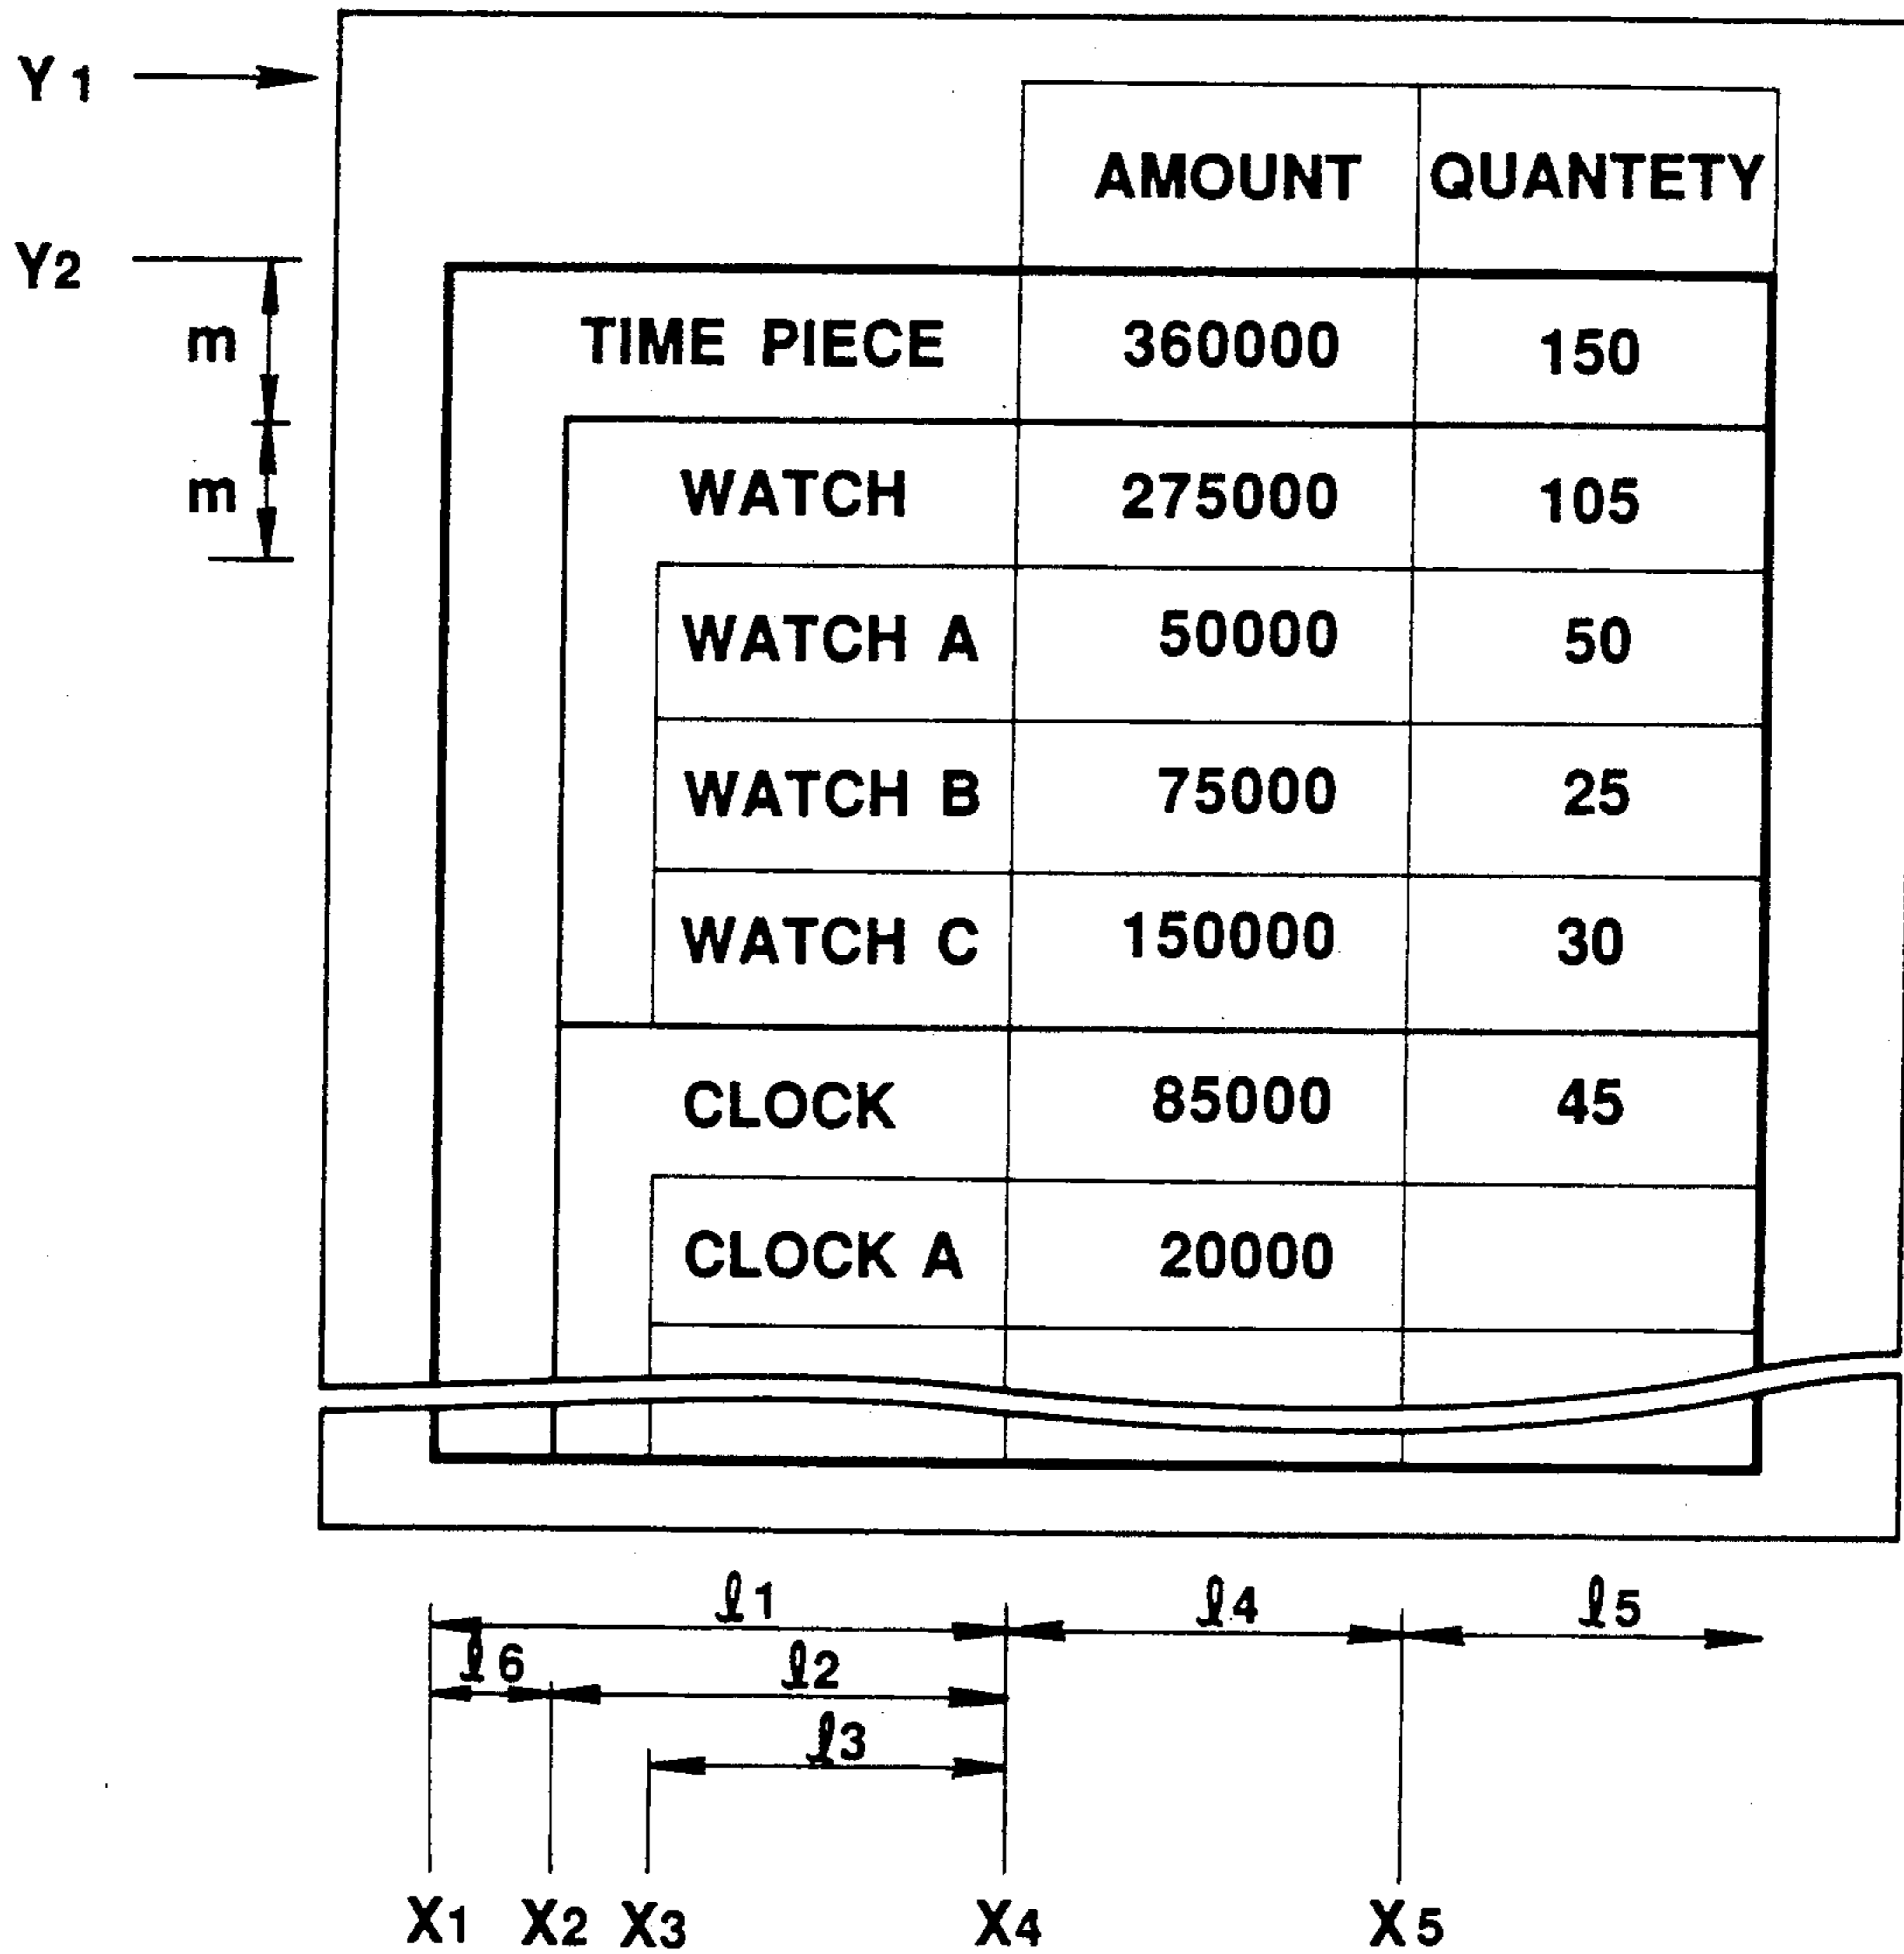 Y1
AMOUNT QUANTETY
Y2
m TIME PIECE 360000 150
m WATCH 275000 105
WATCH A 50000 50
WATCH B 75000 25
WATCH C 150000 30
CLOCK 85000 45
CLOCK A 20000
ℓ1 ℓ4 ℓ5
ℓ6 ℓ2
ℓ3
X1 X2 X3 X4 X5